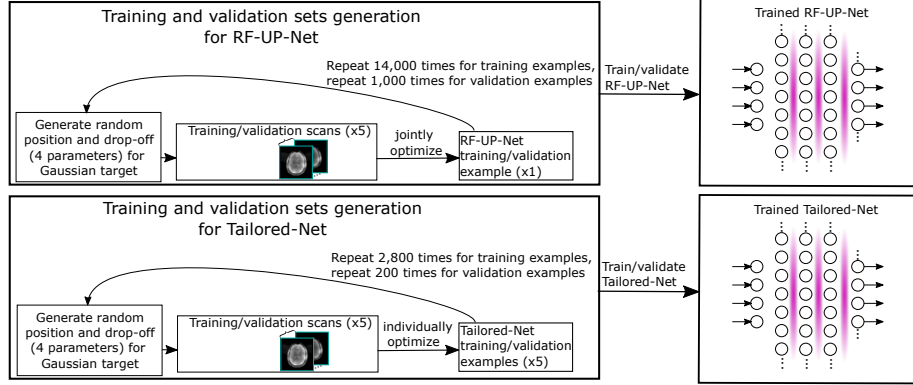 Training and validation sets generation
for RF-UP-Net
Repeat 14,000 times for training examples,
repeat 1,000 times for validation examples
Generate random
position and drop-off
(4 parameters) for
Gaussian target
Training/validation scans (x5)
jointly
optimize
RF-UP-Net
training/validation
example (x1)
Train/validate
RF-UP-Net
Trained RF-UP-Net
Training and validation sets generation
for Tailored-Net
Repeat 2,800 times for training examples,
repeat 200 times for validation examples
Generate random
position and drop-off
(4 parameters) for
Gaussian target
Training/validation scans (x5)
individually
optimize
Tailored-Net
training/validation
examples (x5)
Train/validate
Tailored-Net
Trained Tailored-Net